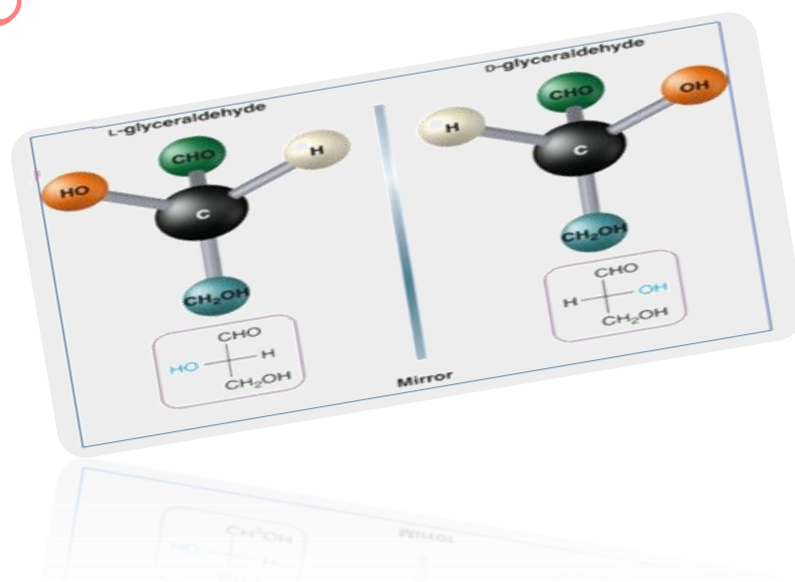 L-glyceraldehyde
CHO
H
HO
C
CH₂OH
CHO
HO H
CH₂OH
D-glyceraldehyde
CHO
OH
H
C
CH₂OH
CHO
H OH
CH₂OH
Mirror